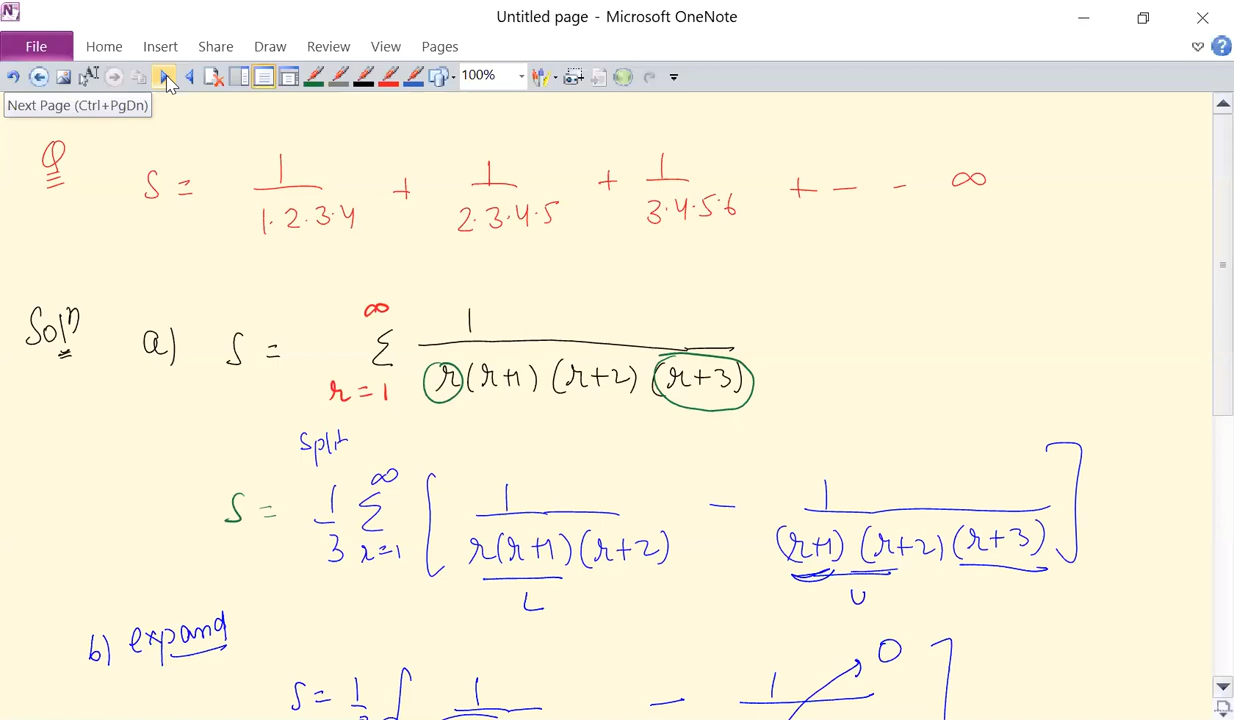 Untitled page - Microsoft OneNote
File Home Insert Share Draw Review View Pages
100%
Next Page (Ctrl+PgDn)
Q
S = 1/(1·2·3·4) + 1/(2·3·4·5) + 1/(3·4·5·6) + - - ∞
Solⁿ a) S = ∞ Σ r=1 1/(r(r+1)(r+2)(r+3))
Split
S = 1/3 ∞ Σ r=1 [ 1/(r(r+1)(r+2)) - 1/((r+1)(r+2)(r+3)) ]
L U
b) expand
0